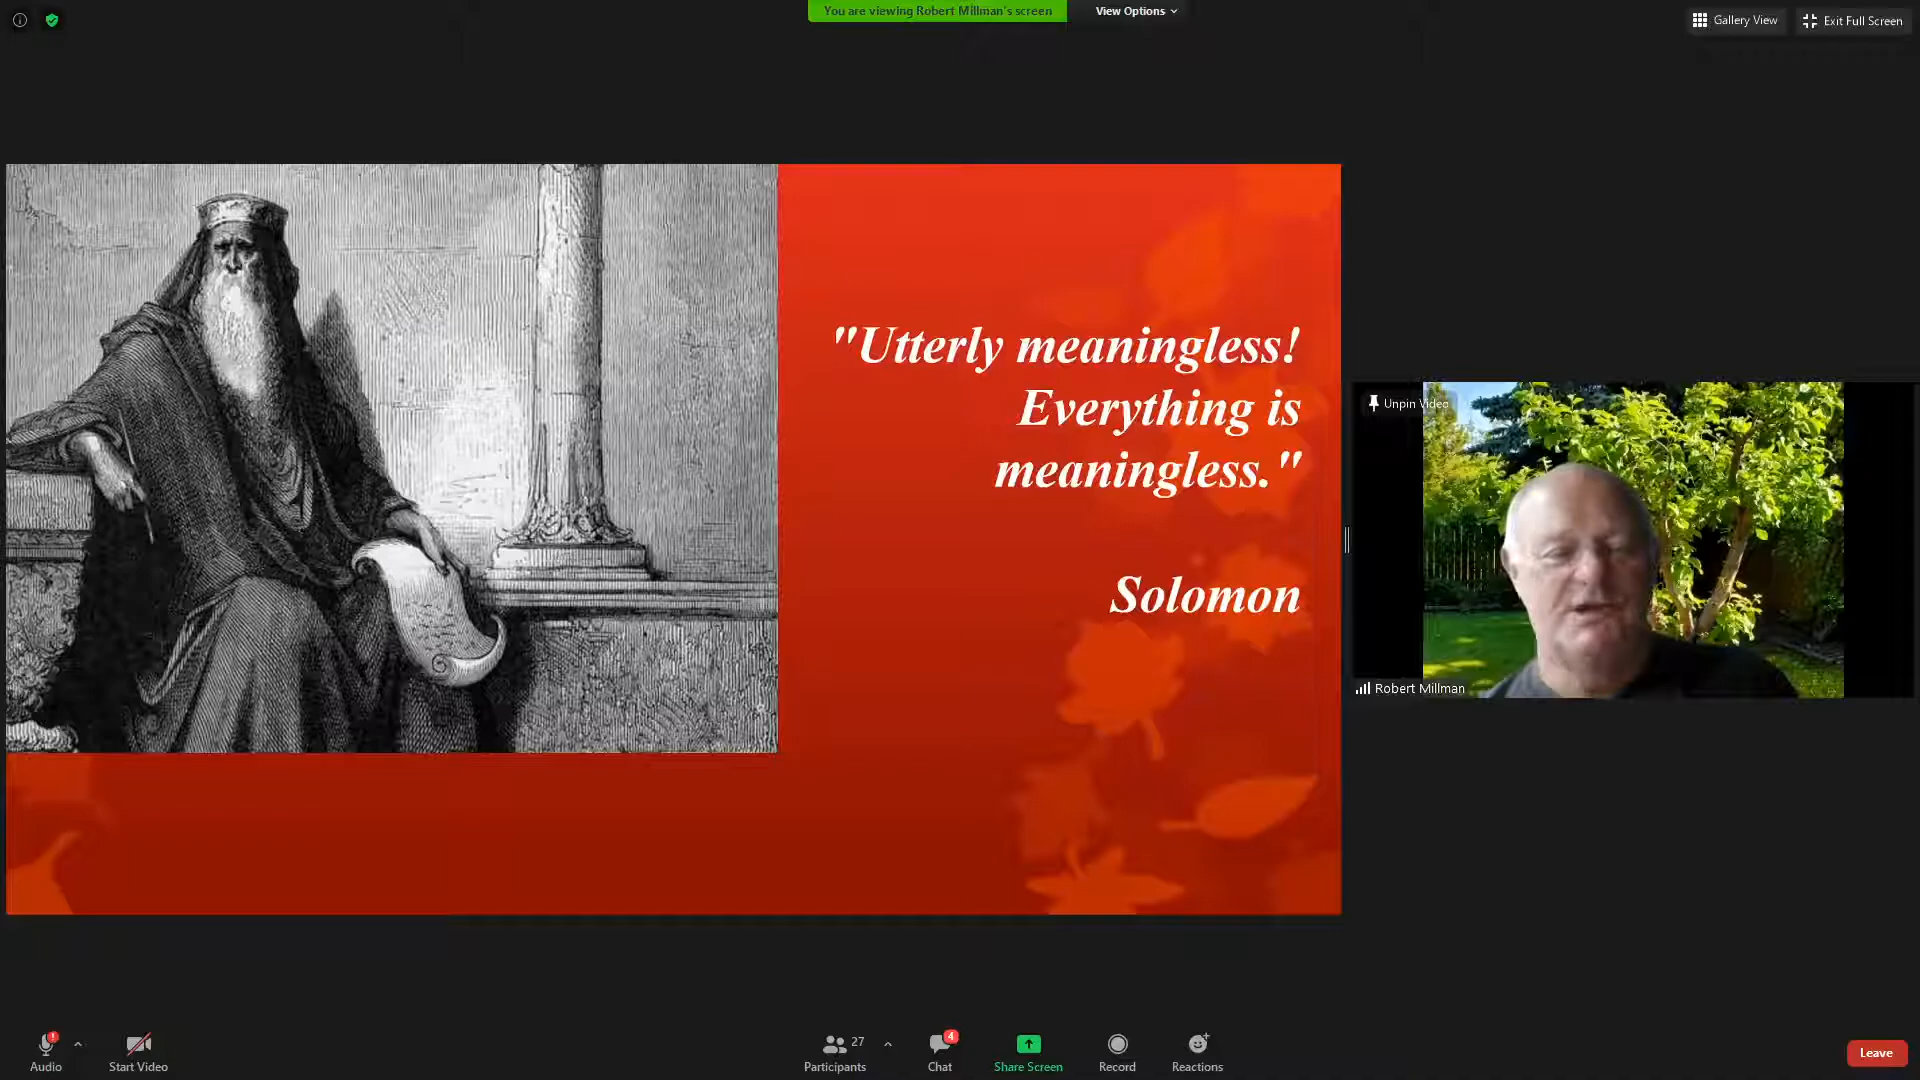 You are viewing Robert Millman's screen
View Options
Gallery View
Exit Full Screen
"Utterly meaningless!
Everything is
meaningless."
Solomon
Unpin Video
Robert Millman
Audio
Start Video
27
Participants
4
Chat
Share Screen
Record
Reactions
Leave